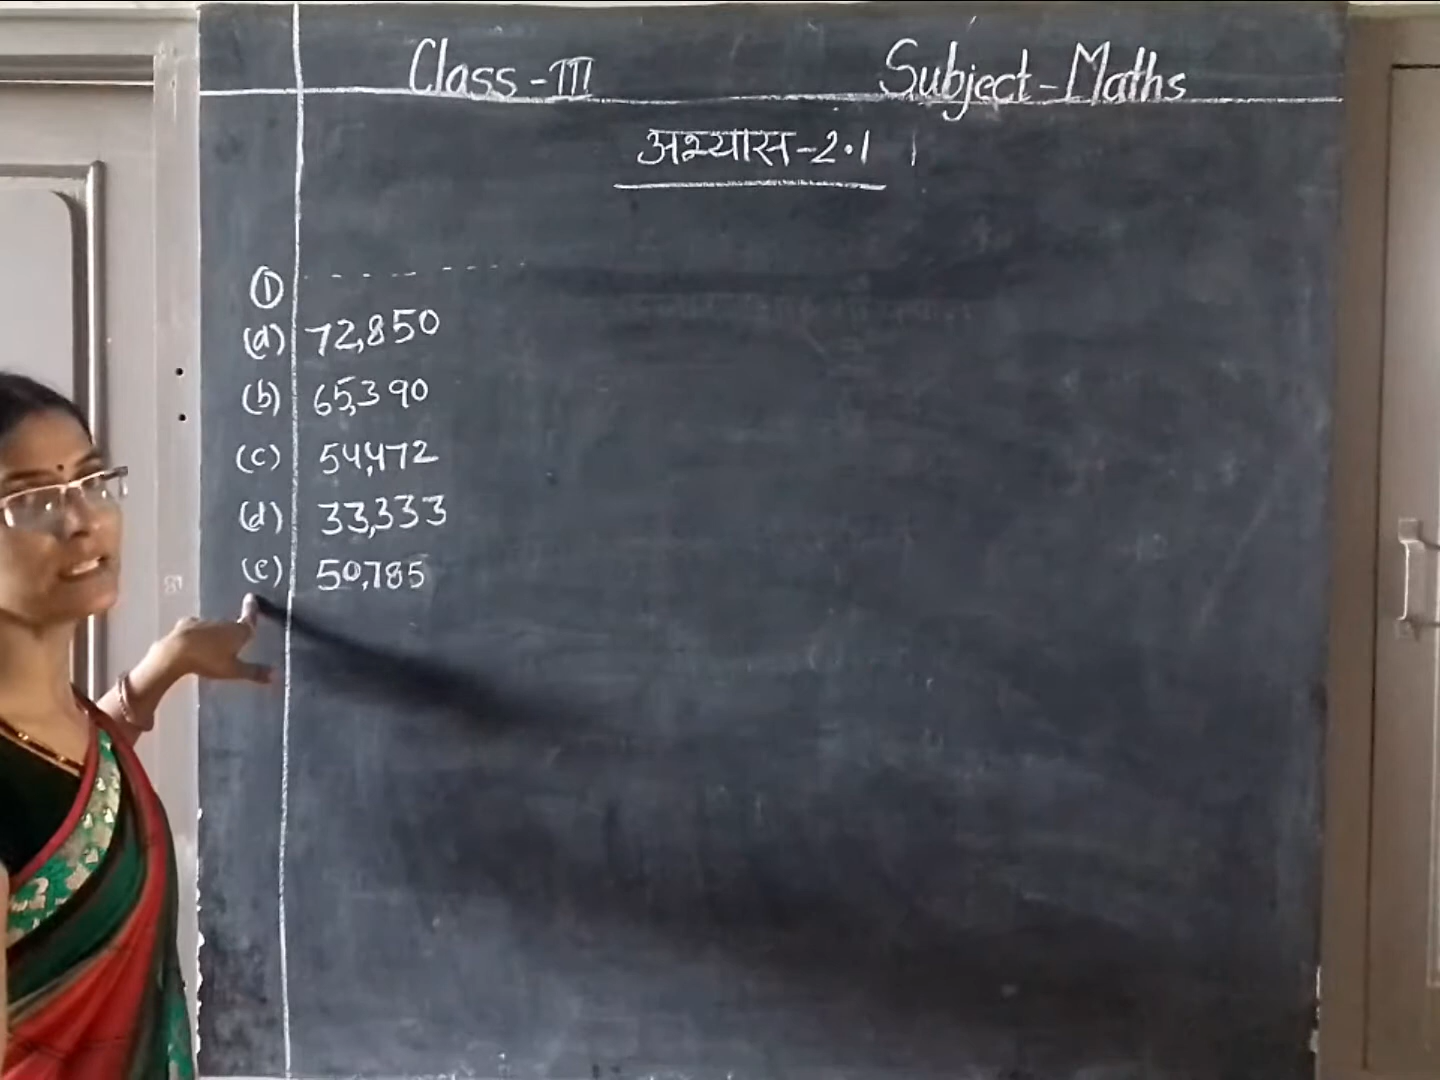 Class - III Subject - Maths
अभ्यास - 2.1
① - - - - - - - -
(a) 72,850
(b) 65,390
(c) 54,472
(d) 33,333
(e) 50,785